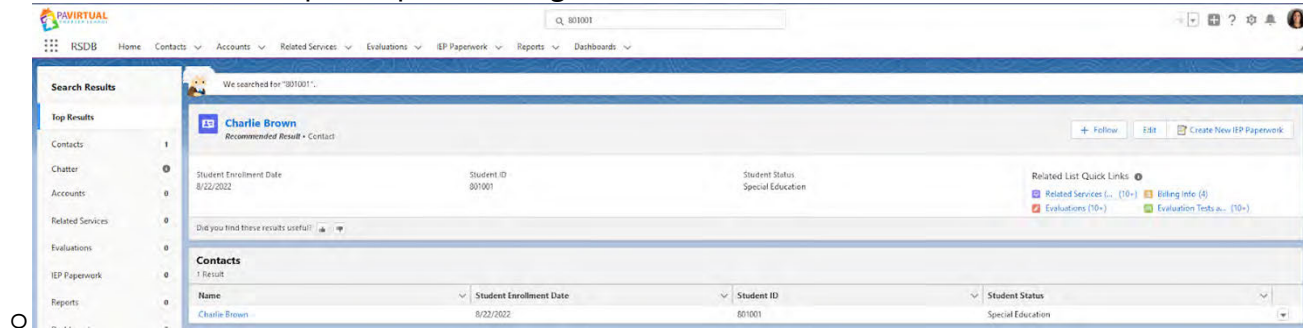 PAVIRTUAL
801001
RSDB Home Contacts Accounts Related Services Evaluations IEP Paperwork Reports Dashboards
Search Results
We searched for "801001".
Top Results
Charlie Brown
Recommended Result • Contact
+ Follow Edit Create New IEP Paperwork
Contacts 1
Chatter
Student Enrollment Date Student ID Student Status Related List Quick Links
8/22/2022 801001 Special Education
Accounts 0
Related Services (... (10+) Billing Info (4)
Evaluations (10+) Evaluation Tests a... (10+)
Related Services 0
Did you find these results useful?
Evaluations 0
Contacts
1 Result
IEP Paperwork 0
Name Student Enrollment Date Student ID Student Status
Reports 0
Charlie Brown 8/22/2022 801001 Special Education